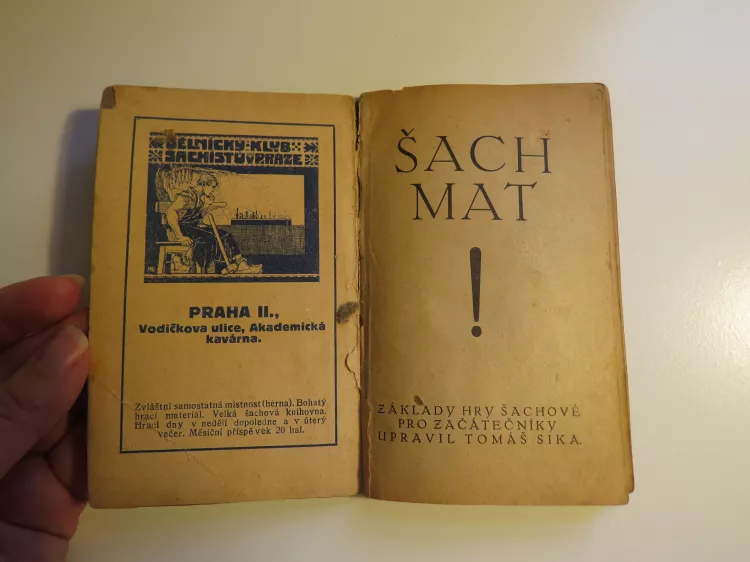 DĚLNICKÝ-KLUB
ŠACHISTŮ V PRAZE
PRAHA II.,
Vodičkova ulice, Akademická
kavárna.
Zvláštní samostatná místnost (herna). Bohatý
hrací materiál. Velká šachová knihovna.
Hrací dny v neděli dopoledne a v úterý
večer. Měsíční příspěvek 20 hal.
ŠACH
MAT
!
ZÁKLADY HRY ŠACHOVÉ
PRO ZAČÁTEČNÍKY
UPRAVIL TOMÁŠ SIKA.